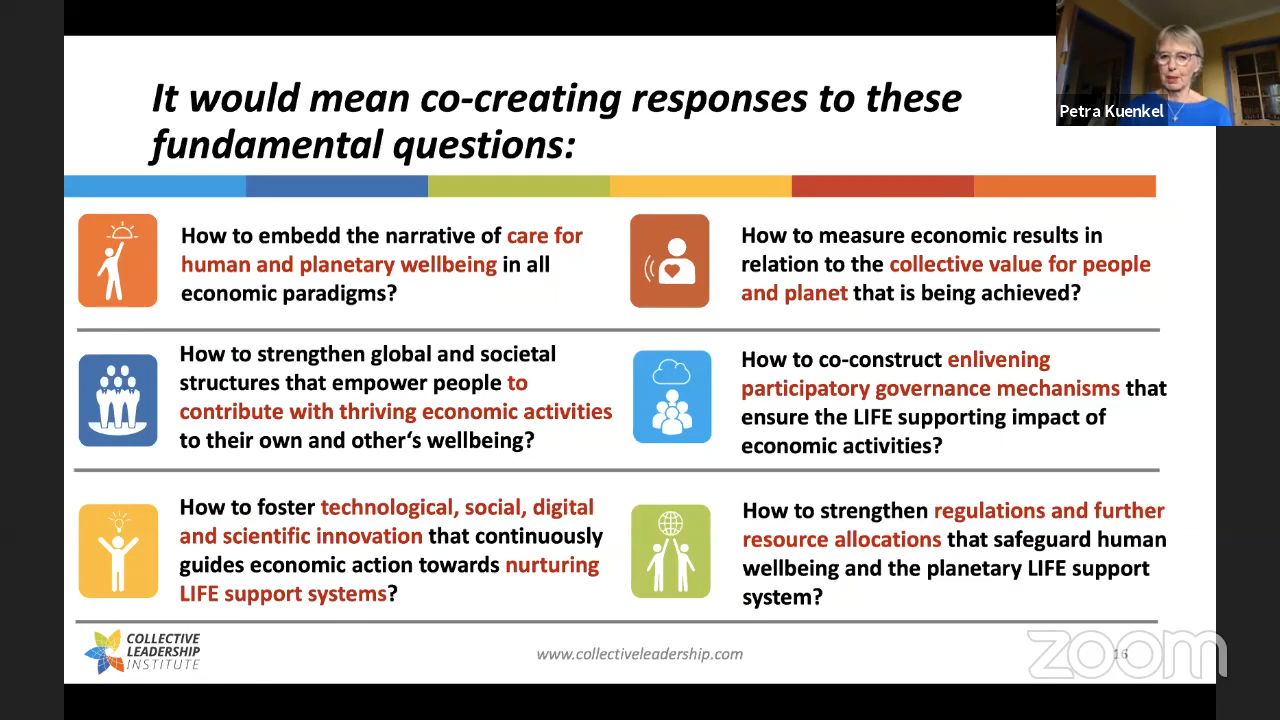 Petra Kuenkel
It would mean co-creating responses to these
fundamental questions:
How to embedd the narrative of care for
human and planetary wellbeing in all
economic paradigms?
How to measure economic results in
relation to the collective value for people
and planet that is being achieved?
How to strengthen global and societal
structures that empower people to
contribute with thriving economic activities
to their own and other‘s wellbeing?
How to co-construct enlivening
participatory governance mechanisms that
ensure the LIFE supporting impact of
economic activities?
How to foster technological, social, digital
and scientific innovation that continuously
guides economic action towards nurturing
LIFE support systems?
How to strengthen regulations and further
resource allocations that safeguard human
wellbeing and the planetary LIFE support
system?
COLLECTIVE
LEADERSHIP
INSTITUTE
www.collectiveleadership.com
16
zoom